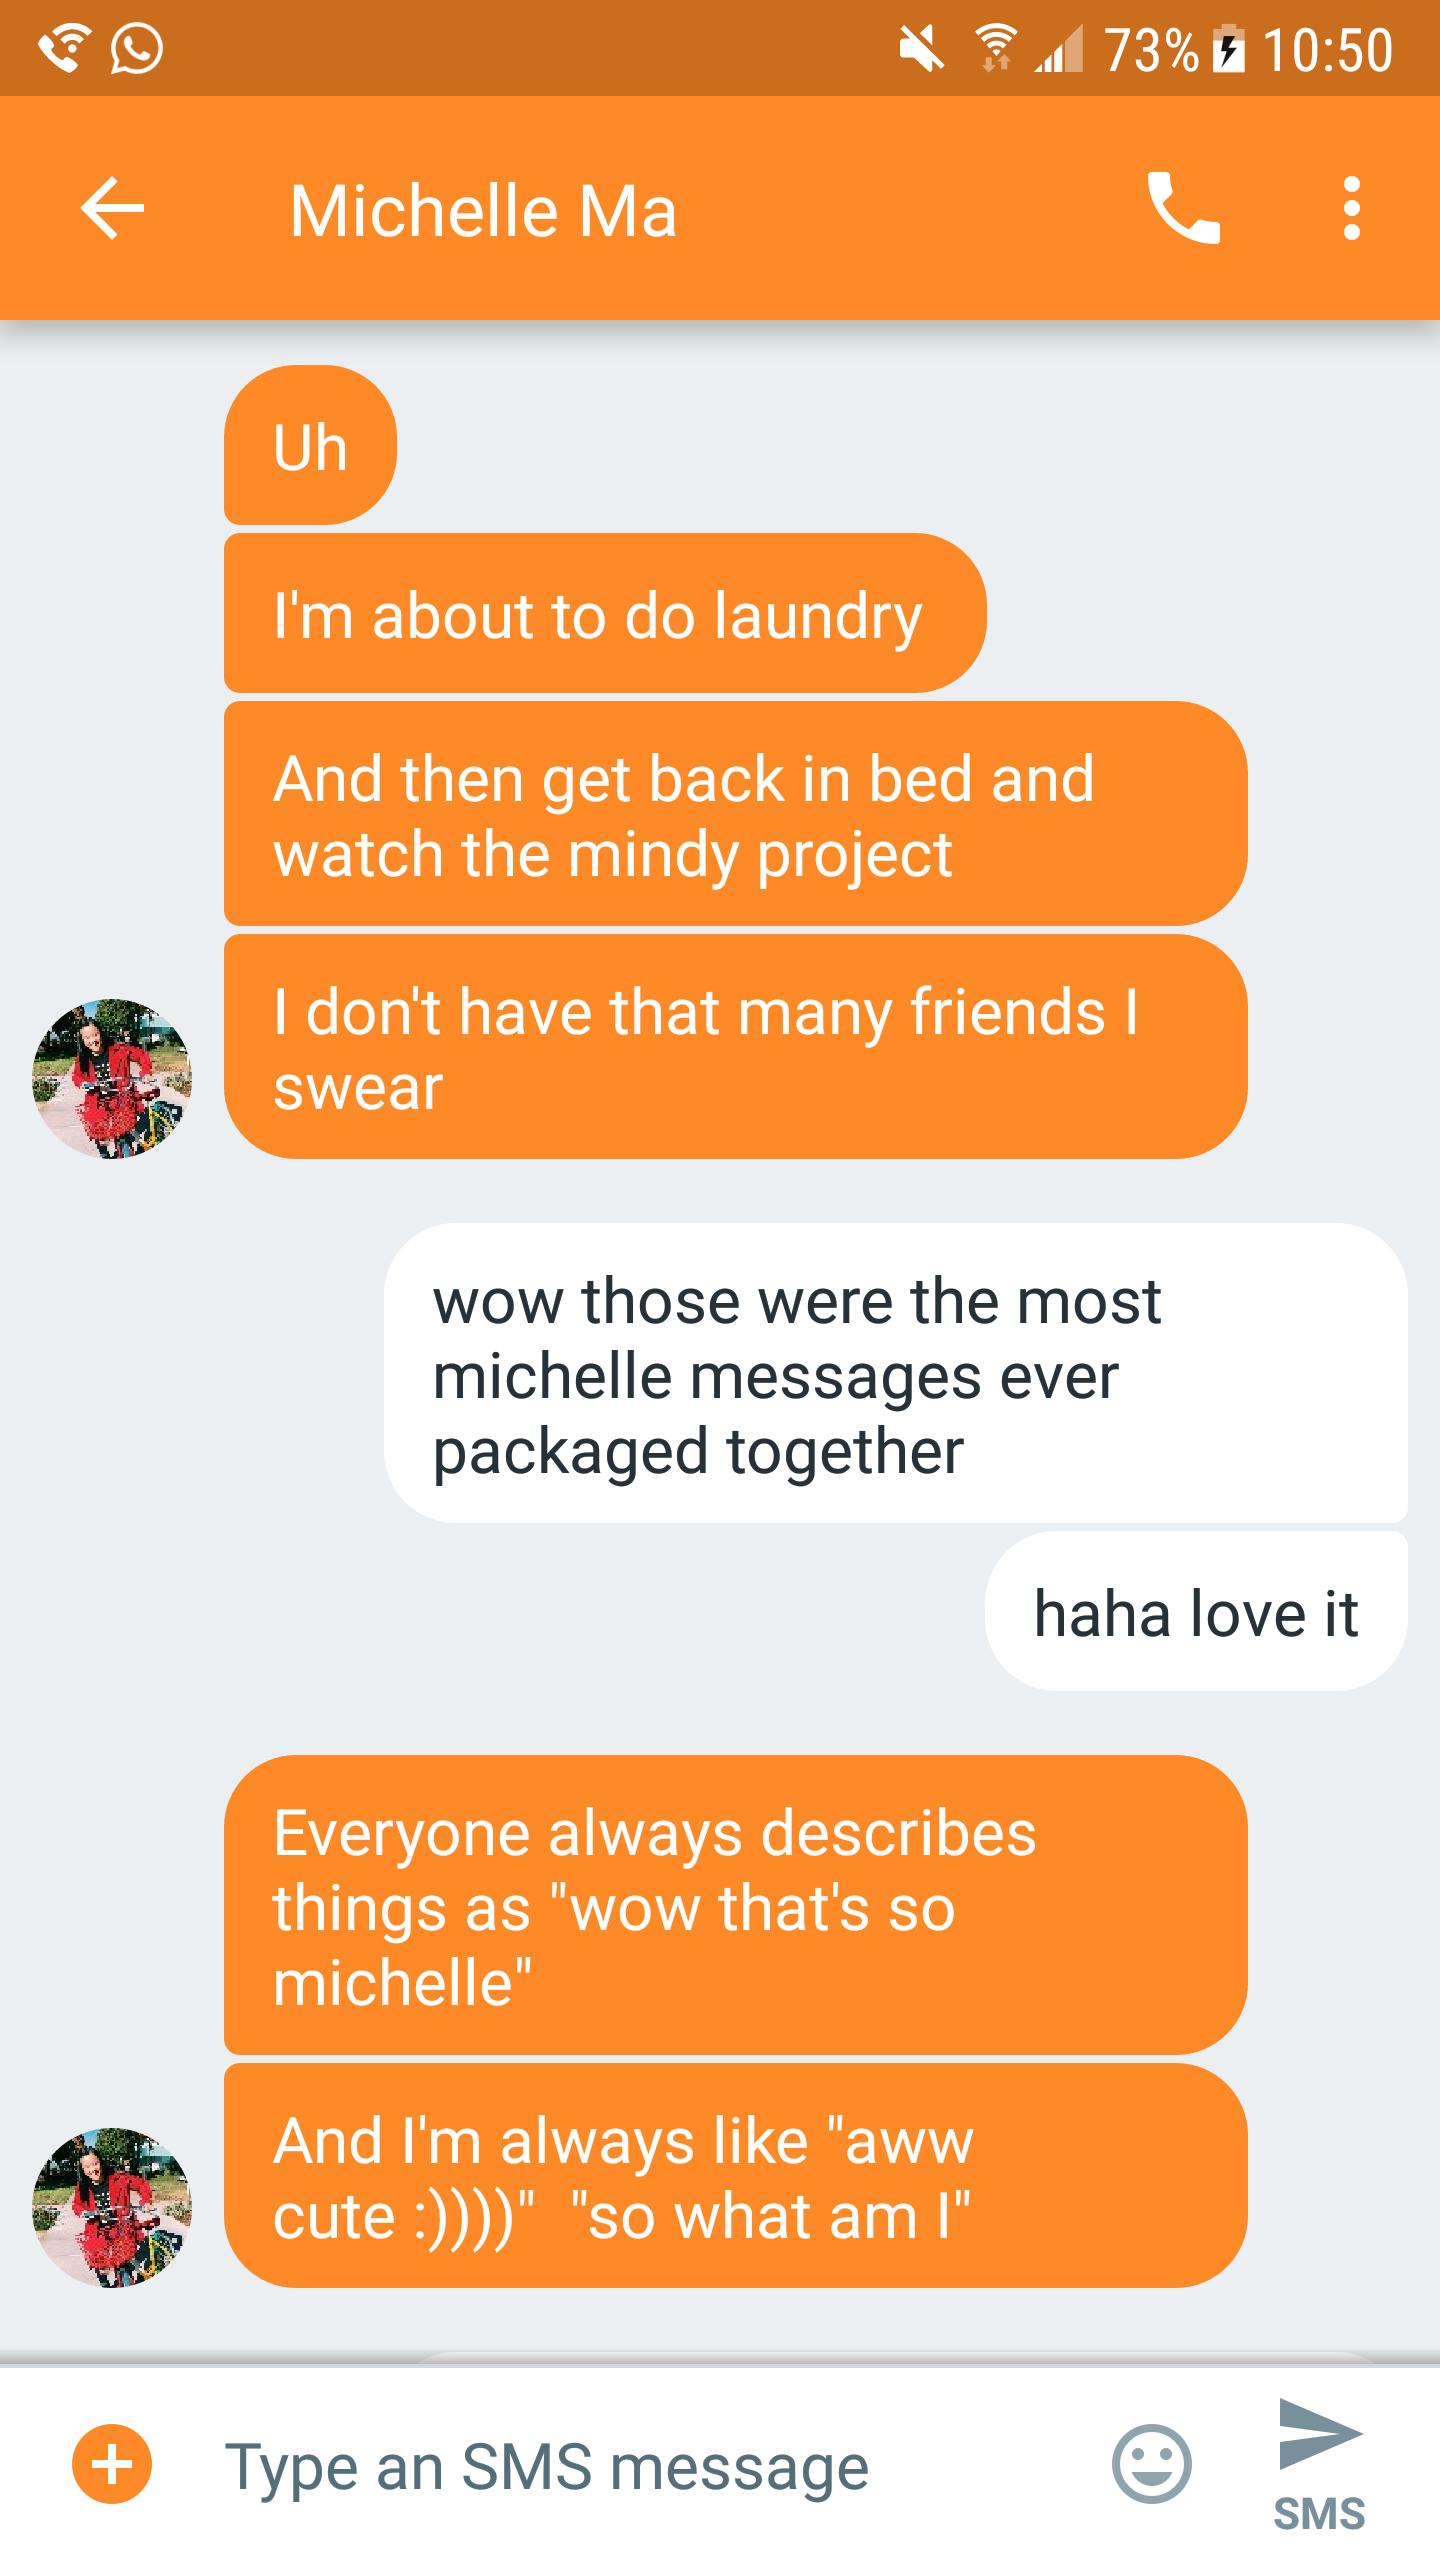 73% 10:50
Michelle Ma
Uh
I'm about to do laundry
And then get back in bed and
watch the mindy project
I don't have that many friends I
swear
wow those were the most
michelle messages ever
packaged together
haha love it
Everyone always describes
things as "wow that's so
michelle"
And I'm always like "aww
cute :))))"  "so what am I"
Type an SMS message
SMS